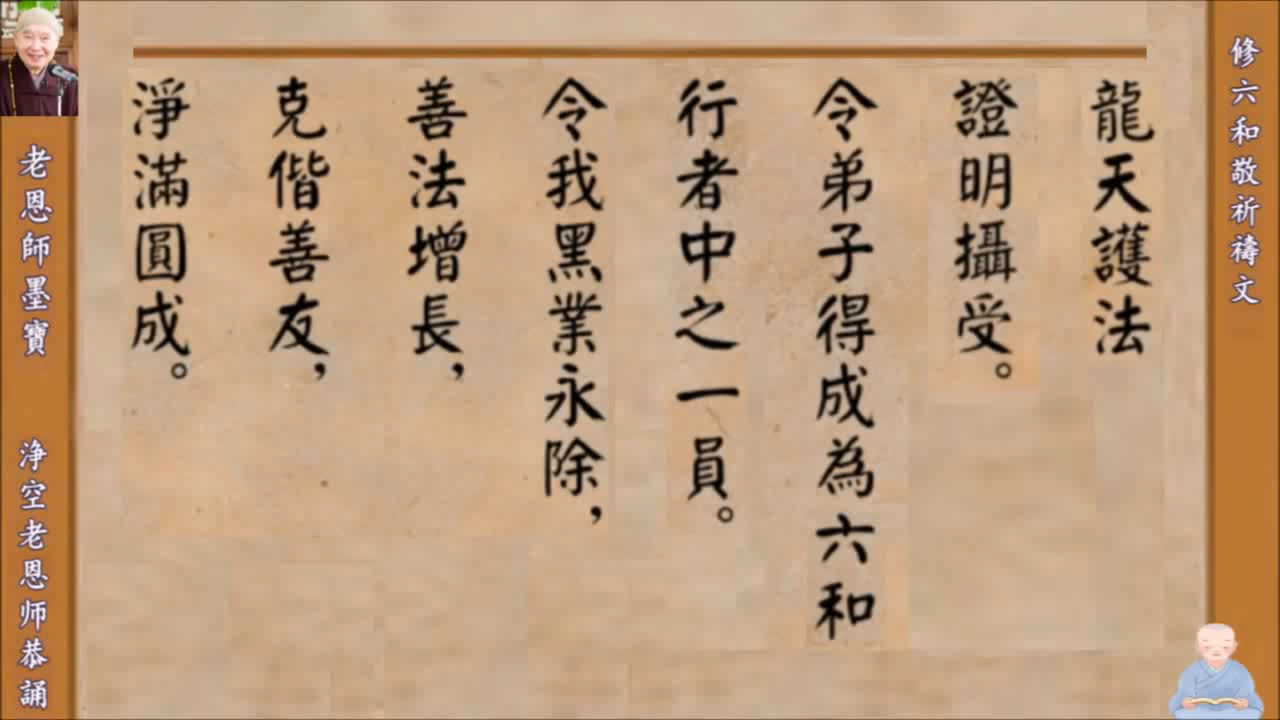 修六和敬祈禱文
龍天護法
證明攝受。
令弟子得成為六和
行者中之一員。
令我黑業永除，
善法增長，
克偕善友，
淨滿圓成。
老恩師墨寶
淨空老恩师恭誦